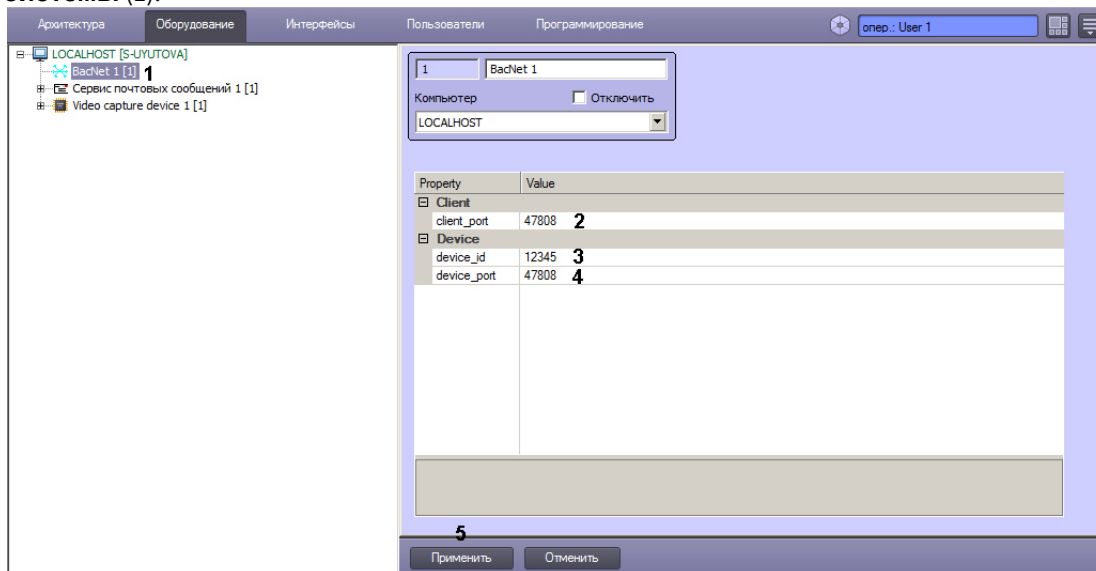 системы (2).
Архитектура Оборудование Интерфейсы Пользователи Программирование опер.: User 1
LOCALHOST [S-UYUTOVA]
BacNet 1 [1] 1
Сервис почтовых сообщений 1 [1]
Video capture device 1 [1]
1 BacNet 1
Компьютер Отключить
LOCALHOST
Property Value
Client
client_port 47808 2
Device
device_id 12345 3
device_port 47808 4
5
Применить Отменить